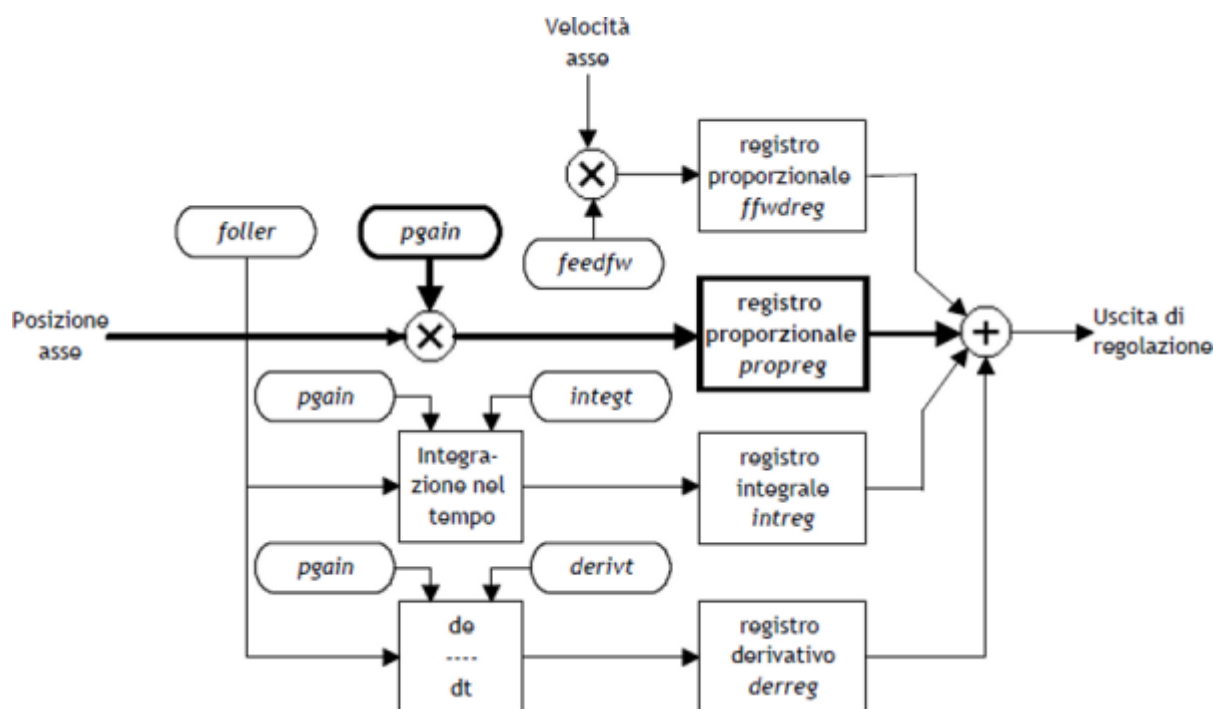 Velocità
asse
registro
proporzionale
ffwdreg
foller
pgain
feedfw
Posizione
asse
registro
proporzionale
propreg
Uscita di
regolazione
pgain
integt
Integra-
zione nel
tempo
registro
integrale
intreg
pgain
derivt
de
----
dt
registro
derivativo
derreg